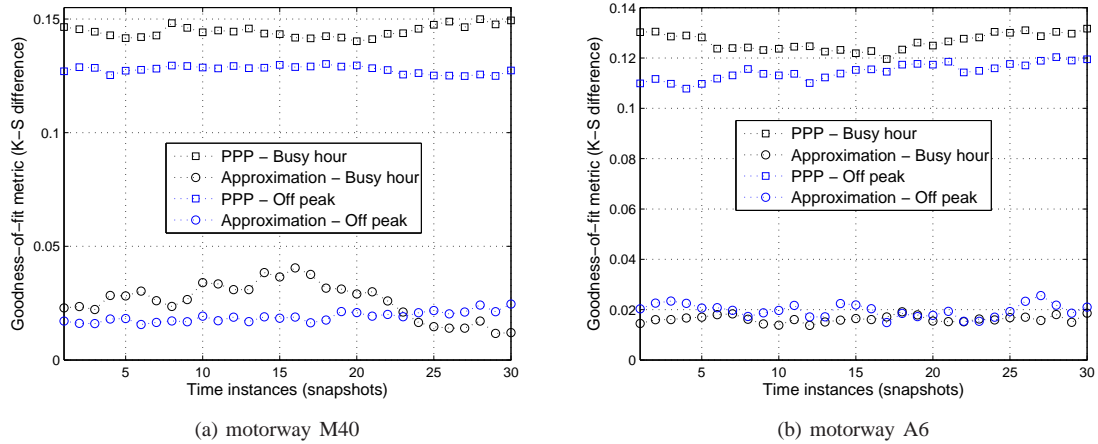 0.15
0.1
0.05
0
Goodness−of−fit metric (K−S difference)
PPP − Busy hour
Approximation − Busy hour
PPP − Off peak
Approximation − Off peak
5 10 15 20 25 30
Time instances (snapshots)
(a) motorway M40
0.14
0.12
0.1
0.08
0.06
0.04
0.02
0
Goodness−of−fit metric (K−S difference)
PPP − Busy hour
Approximation − Busy hour
PPP − Off peak
Approximation − Off peak
5 10 15 20 25 30
Time instances (snapshots)
(b) motorway A6